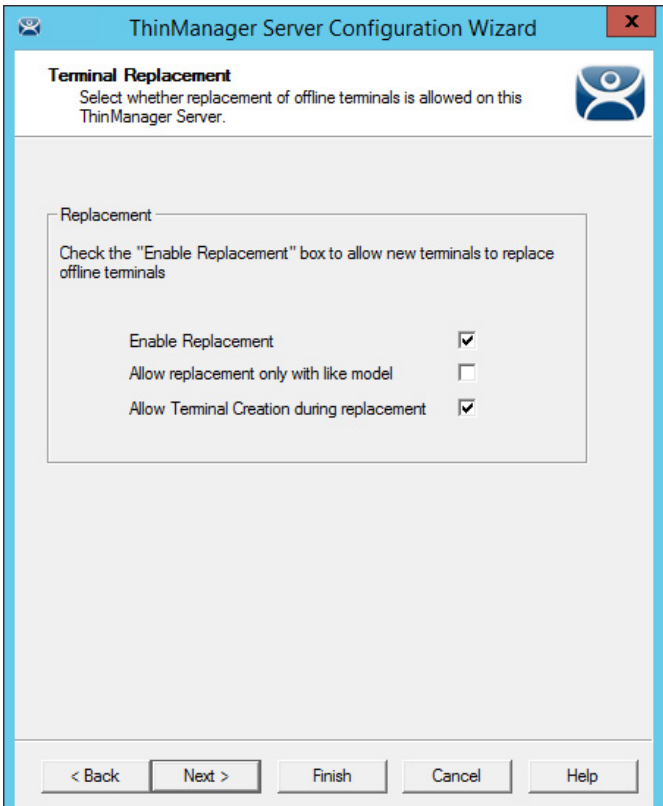 ThinManager Server Configuration Wizard
x
Terminal Replacement
Select whether replacement of offline terminals is allowed on this
ThinManager Server.
Replacement
Check the "Enable Replacement" box to allow new terminals to replace
offline terminals
Enable Replacement
Allow replacement only with like model
Allow Terminal Creation during replacement
< Back Next > Finish Cancel Help